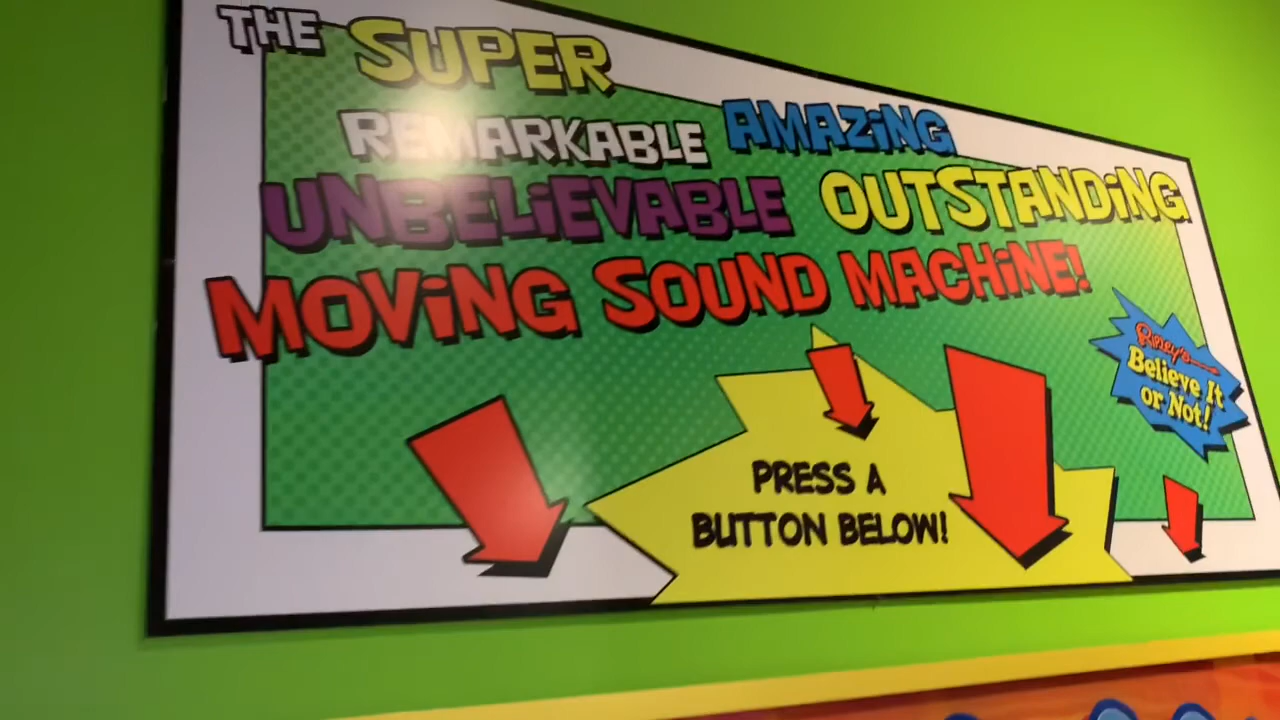 THE SUPER
REMARKABLE AMAZiNG
UNBELiEVABLE OUTSTANDiNG
MOViNG SOUND MACHiNE!
RiPLEY'S
Believe It
or Not!
PRESS A
BUTTON BELOW!